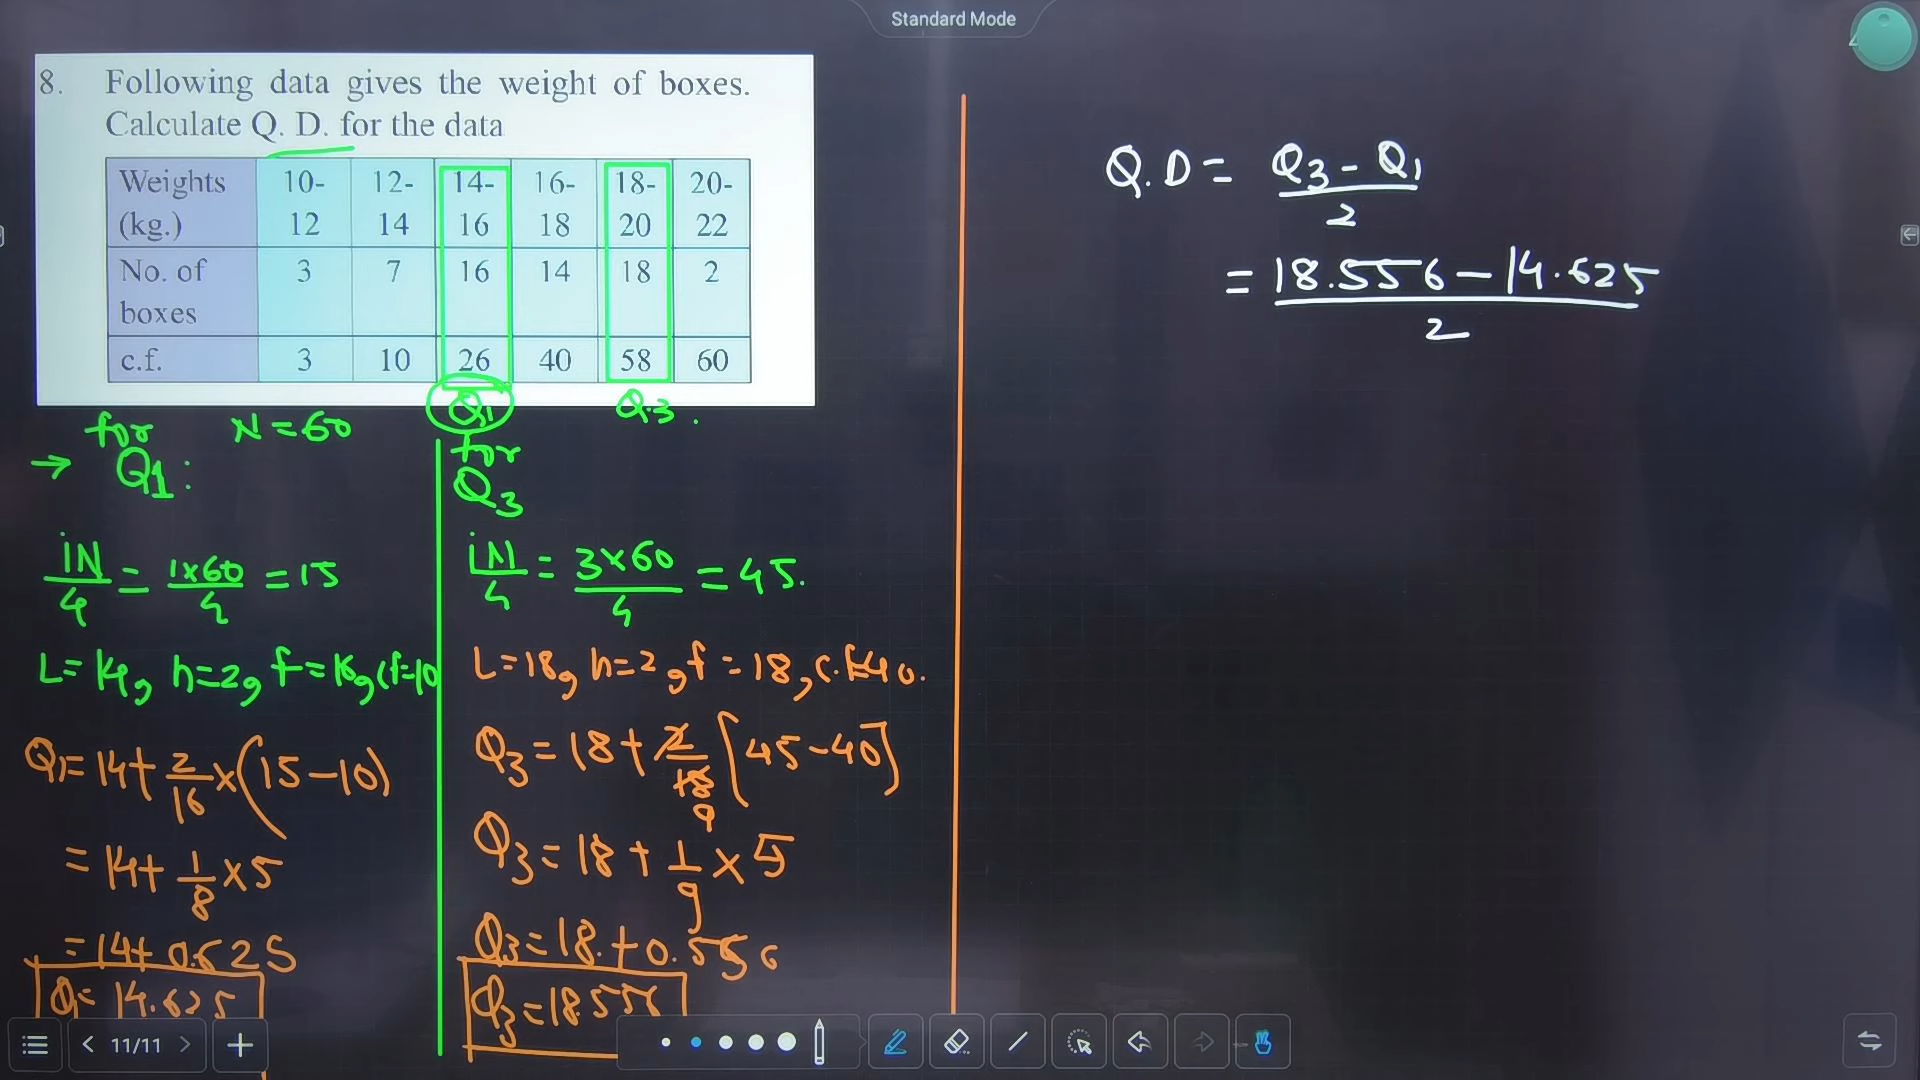 Standard Mode
8. Following data gives the weight of boxes.
Calculate Q. D. for the data
Weights (kg.) 10-12 12-14 14-16 16-18 18-20 20-22
No. of boxes 3 7 16 14 18 2
c.f. 3 10 26 40 58 60
Q1 Q3.
for N=60
→ Q1:
iN/4 = 1×60/4 = 15
L=14, h=2, f=16, cf=10
Q1=14+2/16×(15-10)
=14+1/8×5
=14+0.625
Q1=14.625
for
Q3
iN/4 = 3×60/4 = 45.
L=18, h=2, f=18, c.f=40.
Q3=18+2/18[45-40]
9
Q3=18+1/9×5
Q3=18.+0.556
Q3=18.556
Q.D = Q3-Q1/2
= 18.556-14.625/2
11/11